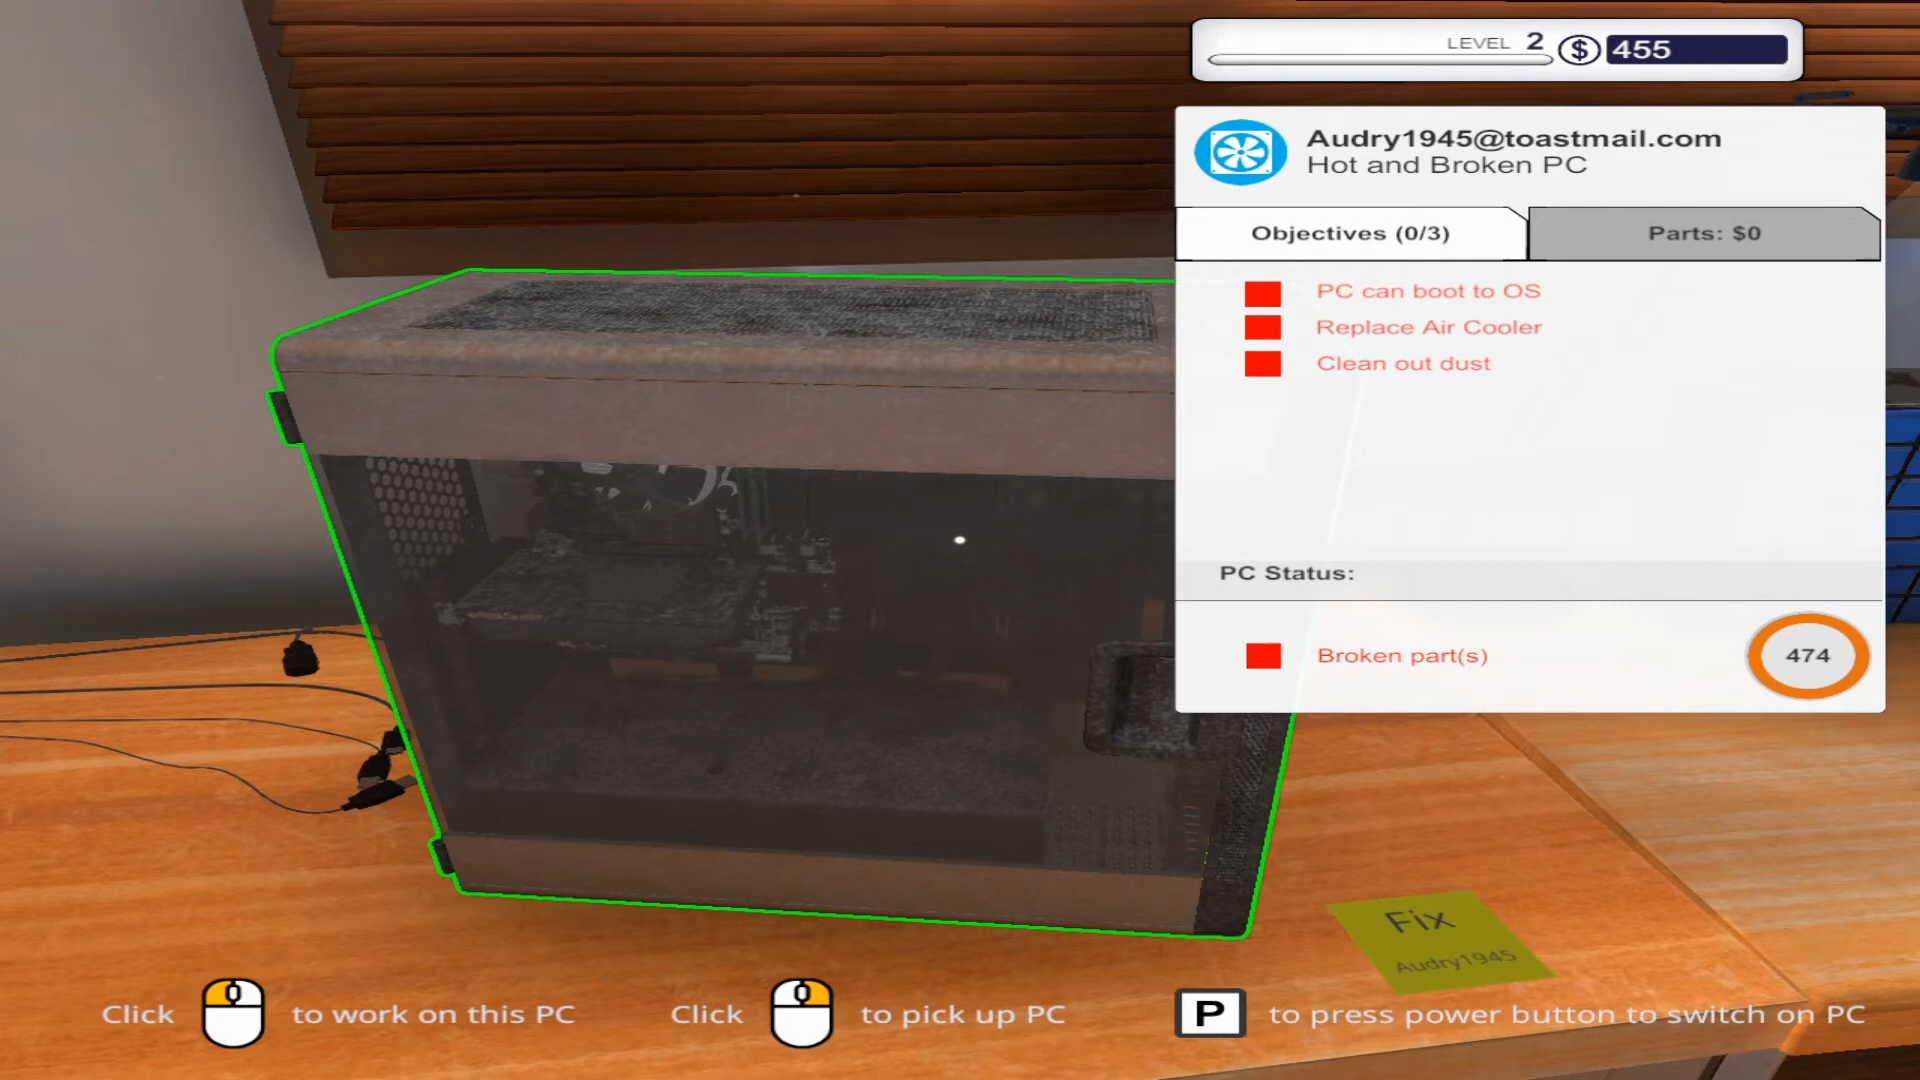 LEVEL 2 $ 455
Audry1945@toastmail.com
Hot and Broken PC
Objectives (0/3)
Parts: $0
PC can boot to OS
Replace Air Cooler
Clean out dust
PC Status:
Broken part(s)
474
Fix
Audry1945
Click to work on this PC
Click to pick up PC
P to press power button to switch on PC